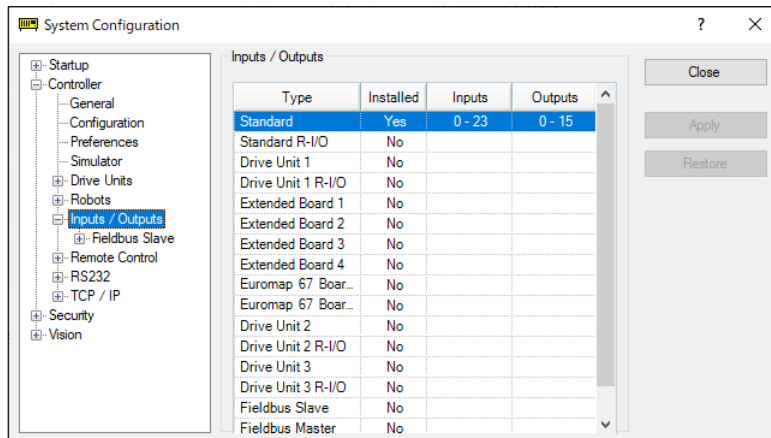 System Configuration
? X
Startup
Controller
General
Configuration
Preferences
Simulator
Drive Units
Robots
Inputs / Outputs
Fieldbus Slave
Remote Control
RS232
TCP / IP
Security
Vision
Inputs / Outputs
Type Installed Inputs Outputs
Standard Yes 0 - 23 0 - 15
Standard R-I/O No
Drive Unit 1 No
Drive Unit 1 R-I/O No
Extended Board 1 No
Extended Board 2 No
Extended Board 3 No
Extended Board 4 No
Euromap 67 Boar... No
Euromap 67 Boar... No
Drive Unit 2 No
Drive Unit 2 R-I/O No
Drive Unit 3 No
Drive Unit 3 R-I/O No
Fieldbus Slave No
Fieldbus Master No
Close
Apply
Restore